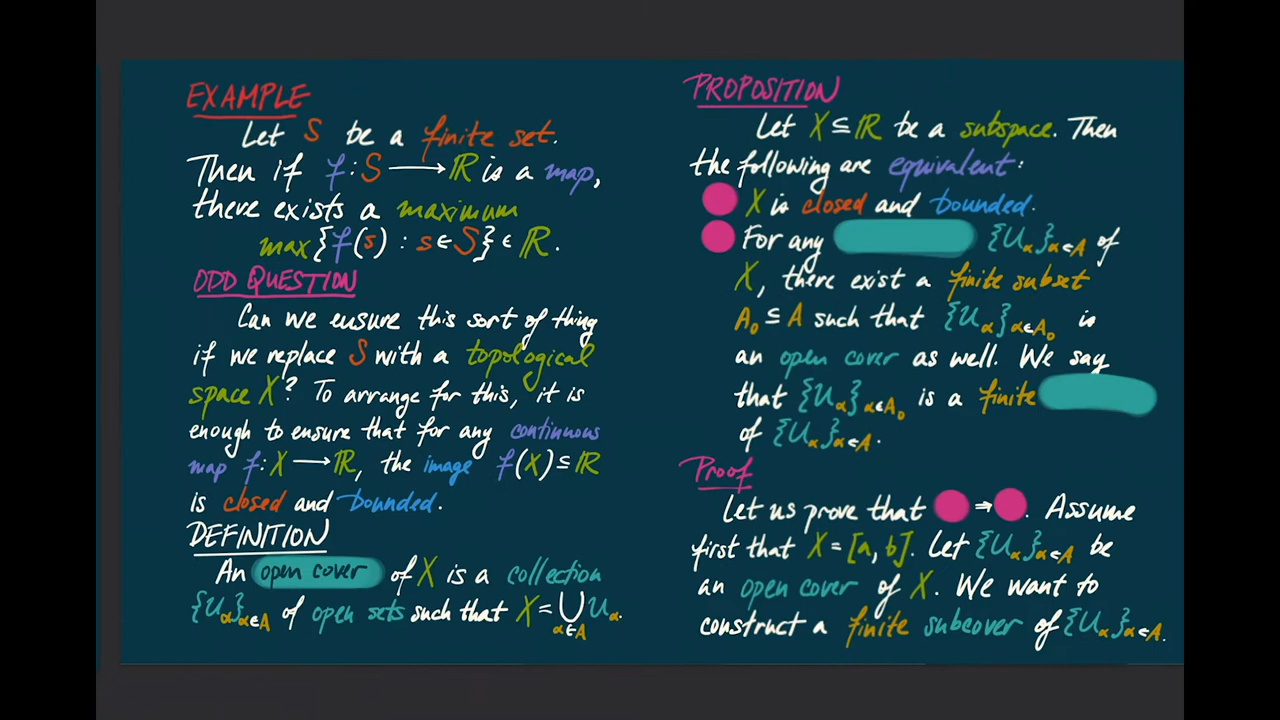 EXAMPLE
Let S be a finite set.
Then if f : S ⟶ ℝ is a map,
there exists a maximum
max{f(s) : s ∈ S} ∈ ℝ.
ODD QUESTION
Can we ensure this sort of thing
if we replace S with a topological
space X? To arrange for this, it is
enough to ensure that for any continuous
map f : X ⟶ ℝ, the image f(X) ⊆ ℝ
is closed and bounded.
DEFINITION
An open cover of X is a collection
{U_α}_{α∈A} of open sets such that X = ⋃_{α∈A} U_α.
PROPOSITION
Let X ⊆ ℝ be a subspace. Then
the following are equivalent:
X is closed and bounded.
For any {U_α}_{α∈A} of
X, there exist a finite subset
A_0 ⊆ A such that {U_α}_{α∈A_0} is
an open cover as well. We say
that {U_α}_{α∈A_0} is a finite
of {U_α}_{α∈A}.
Proof
Let us prove that ⇒ . Assume
first that X = [a, b]. Let {U_α}_{α∈A} be
an open cover of X. We want to
construct a finite subcover of {U_α}_{α∈A}.